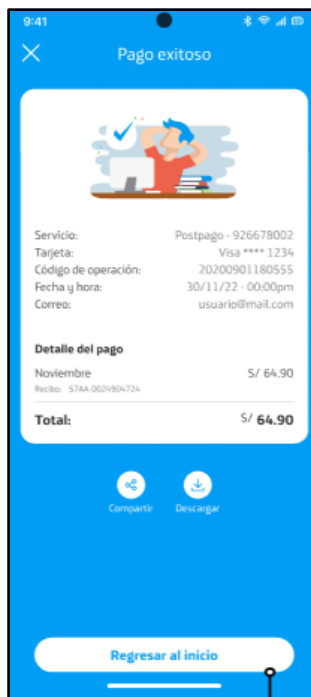 9:41
Pago exitoso
Servicio: Postpago - 926678002
Tarjeta: Visa **** 1234
Código de operación: 20200901180555
Fecha y hora: 30/11/22 - 00:00pm
Correo: usuario@mail.com
Detalle del pago
Noviembre S/ 64.90
Recibo: S7AA-0024904724
Total: S/ 64.90
Compartir Descargar
Regresar al inicio